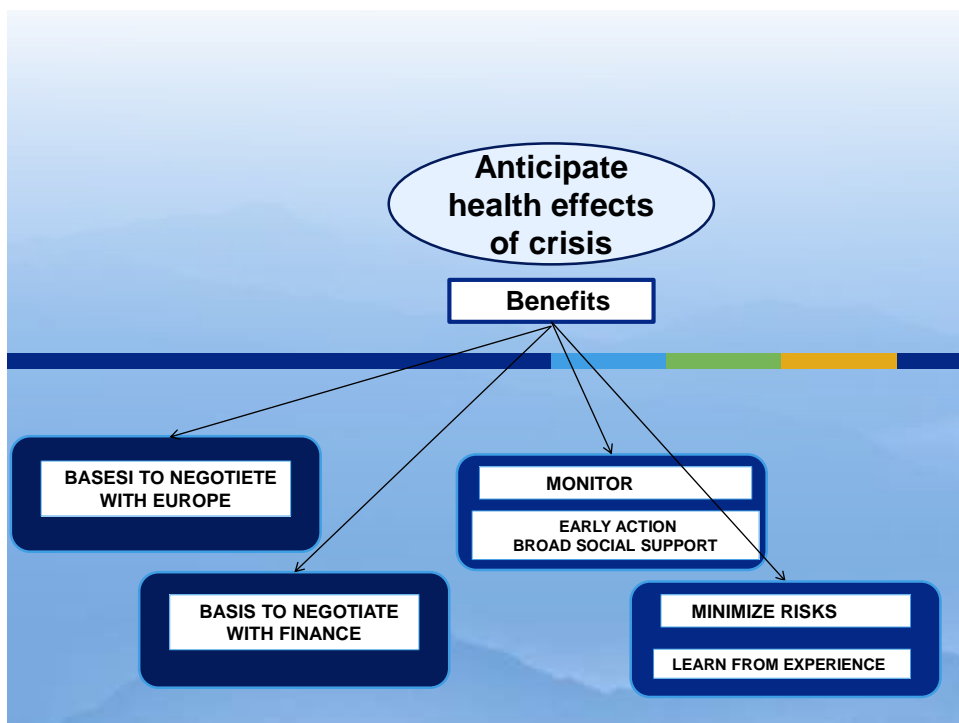 Anticipate
health effects
of crisis
Benefits
BASESI TO NEGOTIETE
WITH EUROPE
MONITOR
EARLY ACTION
BROAD SOCIAL SUPPORT
BASIS TO NEGOTIATE
WITH FINANCE
MINIMIZE RISKS
LEARN FROM EXPERIENCE